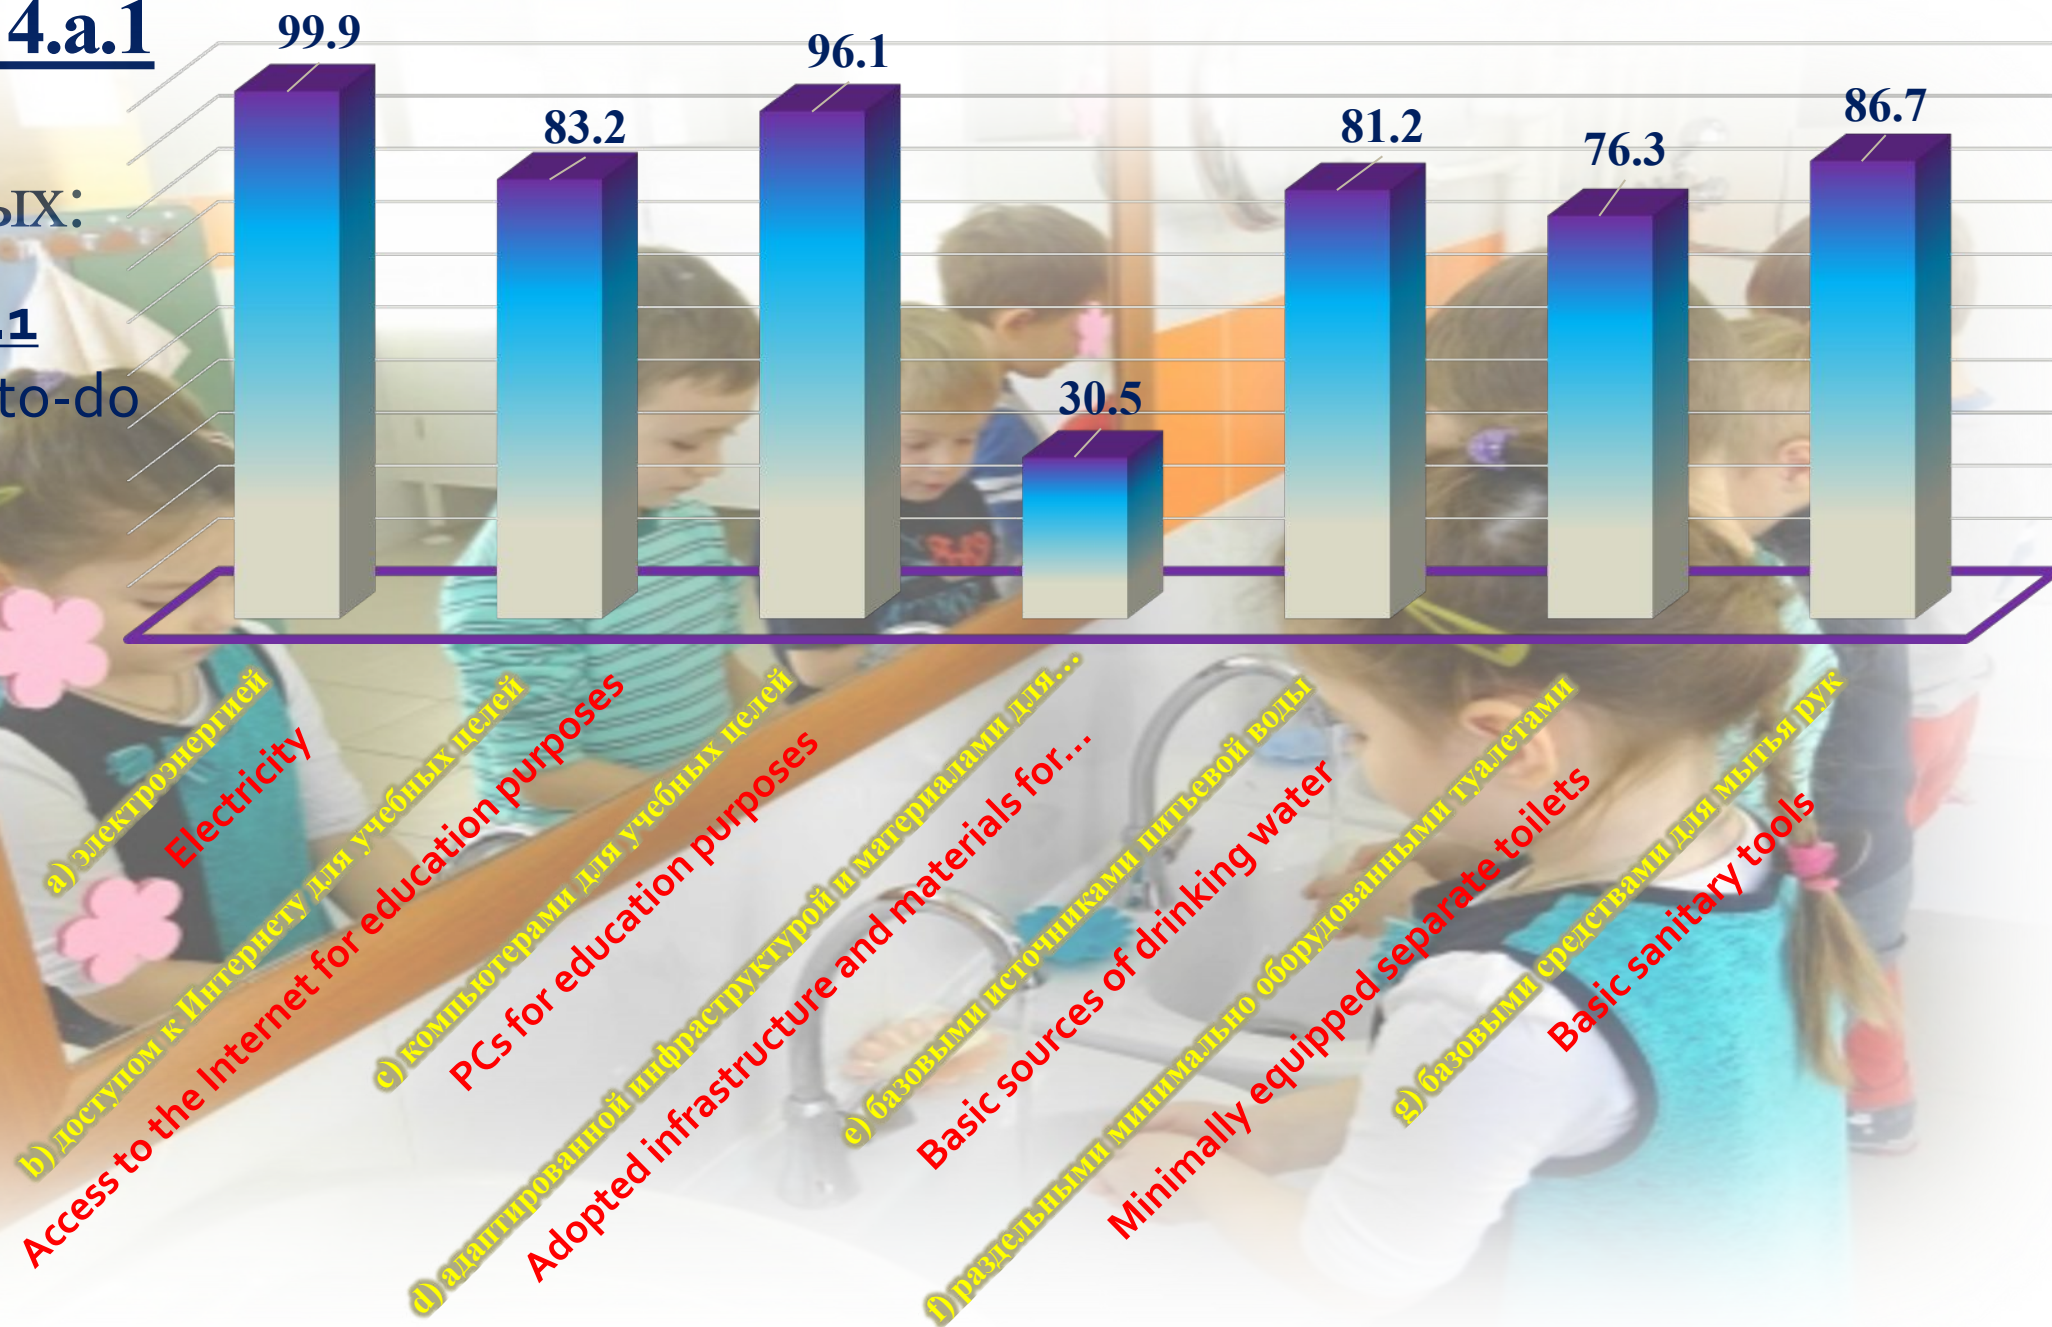 4.a.1
ых:
.1
to-do
99.9
83.2
96.1
30.5
81.2
76.3
86.7
a) электроэнергией
Electricity
b) доступом к Интернету для учебных целей
Access to the Internet for education purposes
c) компьютерами для учебных целей
PCs for education purposes
d) адаптированной инфраструктурой и материалами для...
Adopted infrastructure and materials for...
e) базовыми источниками питьевой воды
Basic sources of drinking water
f) раздельными минимально оборудованными туалетами
Minimally equipped separate toilets
g) базовыми средствами для мытья рук
Basic sanitary tools